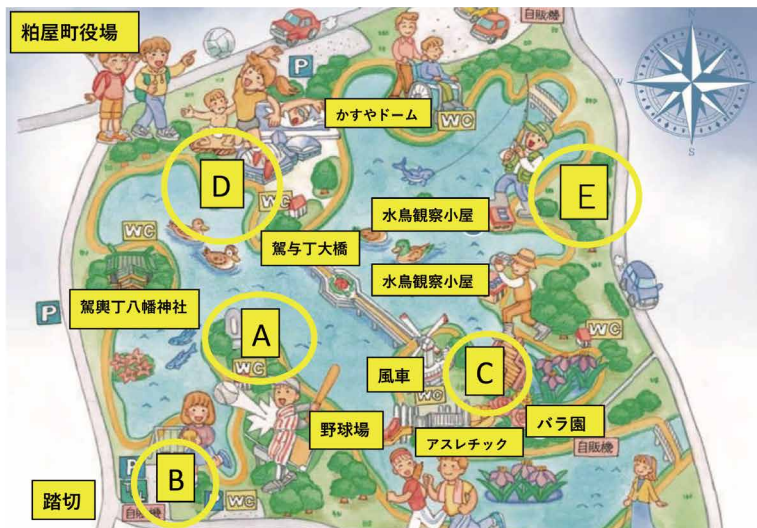 粕屋町役場
自販機
N
W
S
P
かすやドーム
WC
D
WC
E
水鳥観察小屋
WC
駕与丁大橋
水鳥観察小屋
P
駕輿丁八幡神社
A
WC
WC
風車
C
WC
野球場
バラ園
アスレチック
自販機
P
B
P
WC
踏切
自販機